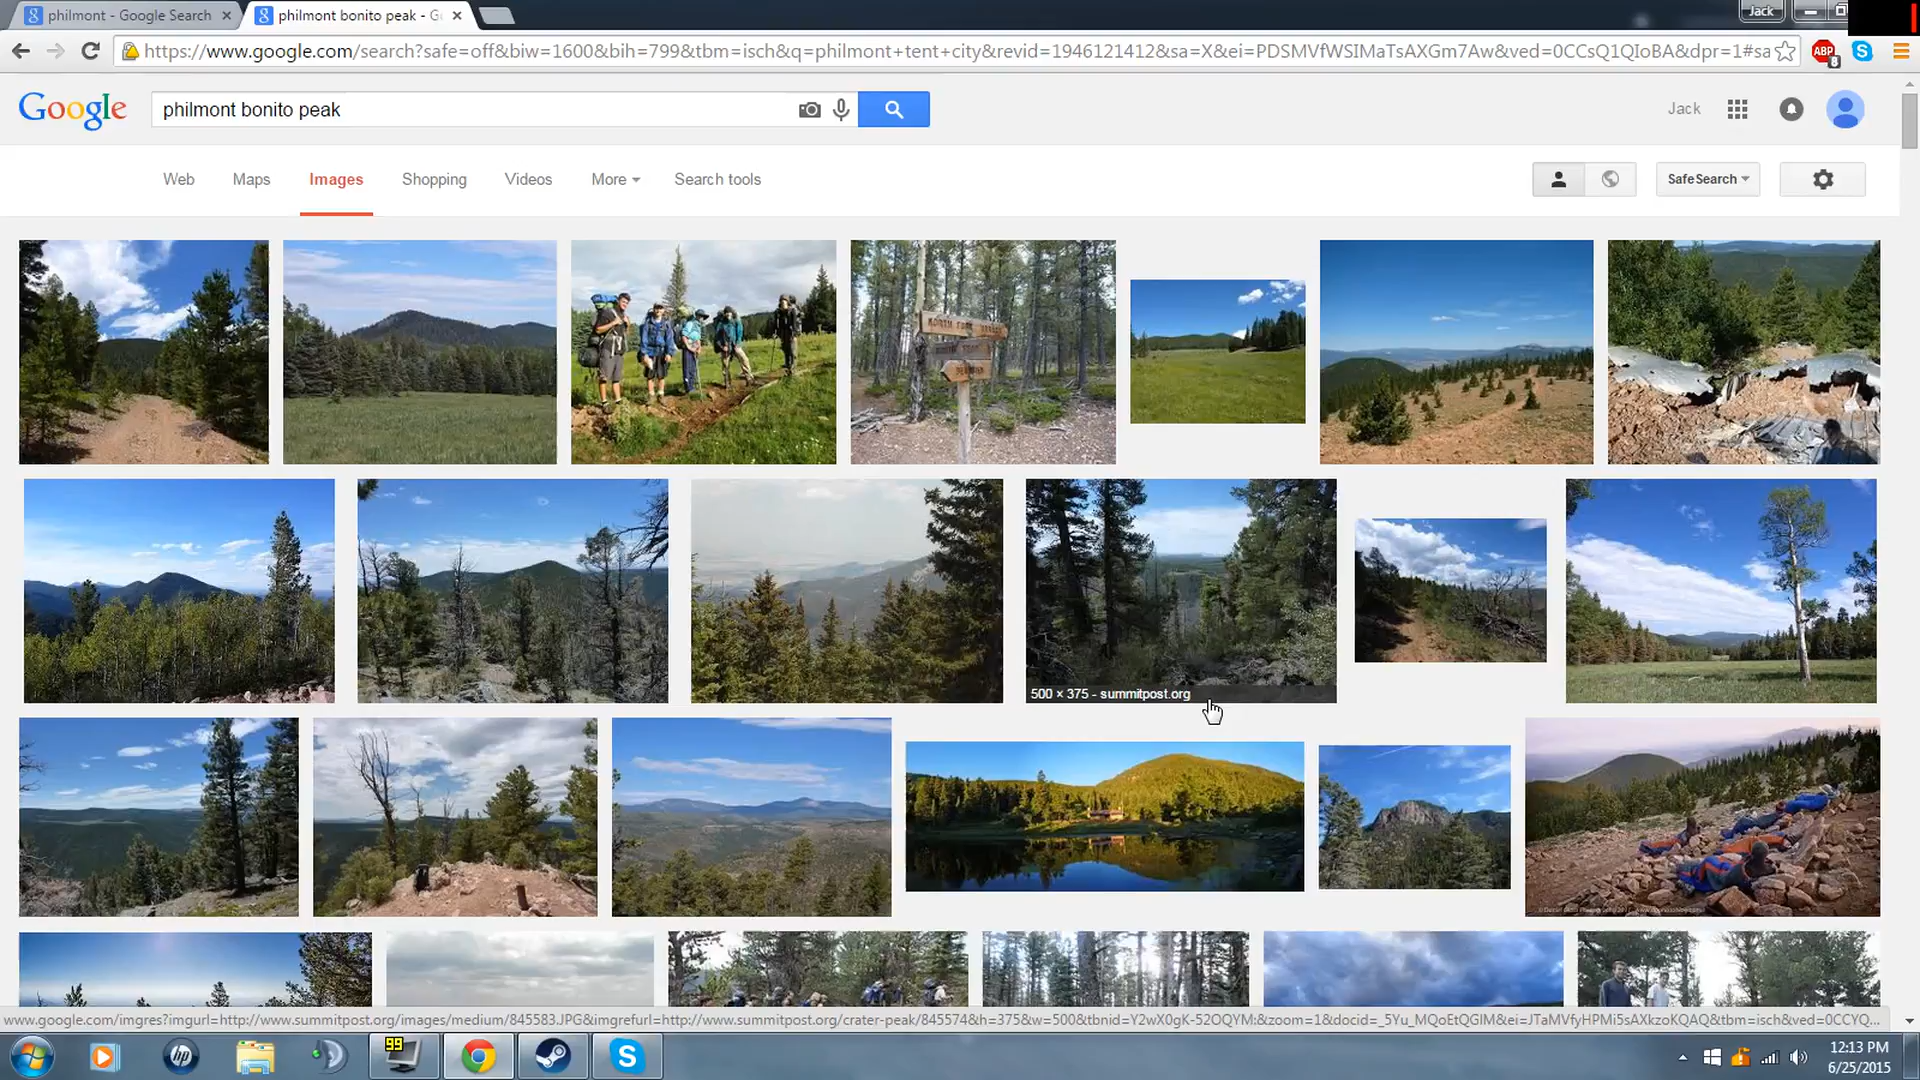 philmont - Google Search
philmont bonito peak - G
Jack
https://www.google.com/search?safe=off&biw=1600&bih=799&tbm=isch&q=philmont+tent+city&revid=1946121412&sa=X&ei=PDSMVfWSIMaTsAXGm7Aw&ved=0CCsQ1QIoBA&dpr=1#sa
ABP
8
Google
philmont bonito peak
Jack
Web
Maps
Images
Shopping
Videos
More
Search tools
SafeSearch
500 × 375 - summitpost.org
www.google.com/imgres?imgurl=http://www.summitpost.org/images/medium/845583.JPG&imgrefurl=http://www.summitpost.org/crater-peak/845574&h=375&w=500&tbnid=Y2wX0gK-52OQYM:&zoom=1&docid=_5Yu_MQoEtQGIM&ei=JTaMVfyHPMi5sAXkzoKQAQ&tbm=isch&ved=0CCYQ...
99
hp
12:13 PM
6/25/2015